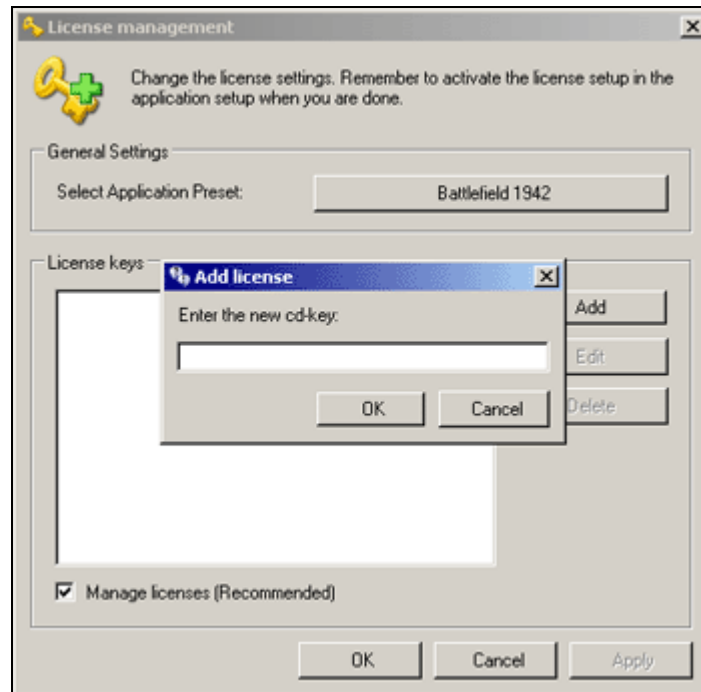 License management
Change the license settings. Remember to activate the license setup in the
application setup when you are done.
General Settings
Select Application Preset:
Battlefield 1942
License keys
Add license
Enter the new cd-key:
OK
Cancel
Add
Edit
Delete
Manage licenses (Recommended)
OK
Cancel
Apply